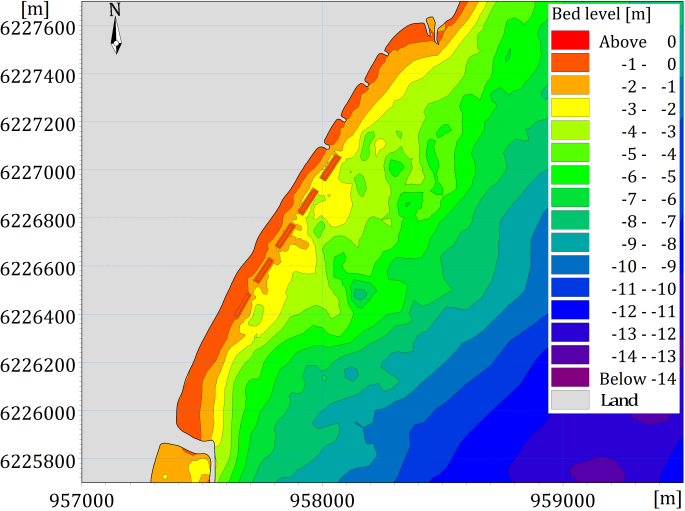 [m]
N
6227600
6227400
6227200
6227000
6226800
6226600
6226400
6226200
6226000
6225800
957000
958000
959000
[m]
Bed level [m]
Above 0
-1 - 0
-2 - -1
-3 - -2
-4 - -3
-5 - -4
-6 - -5
-7 - -6
-8 - -7
-9 - -8
-10 - -9
-11 - -10
-12 - -11
-13 - -12
-14 - -13
Below -14
Land